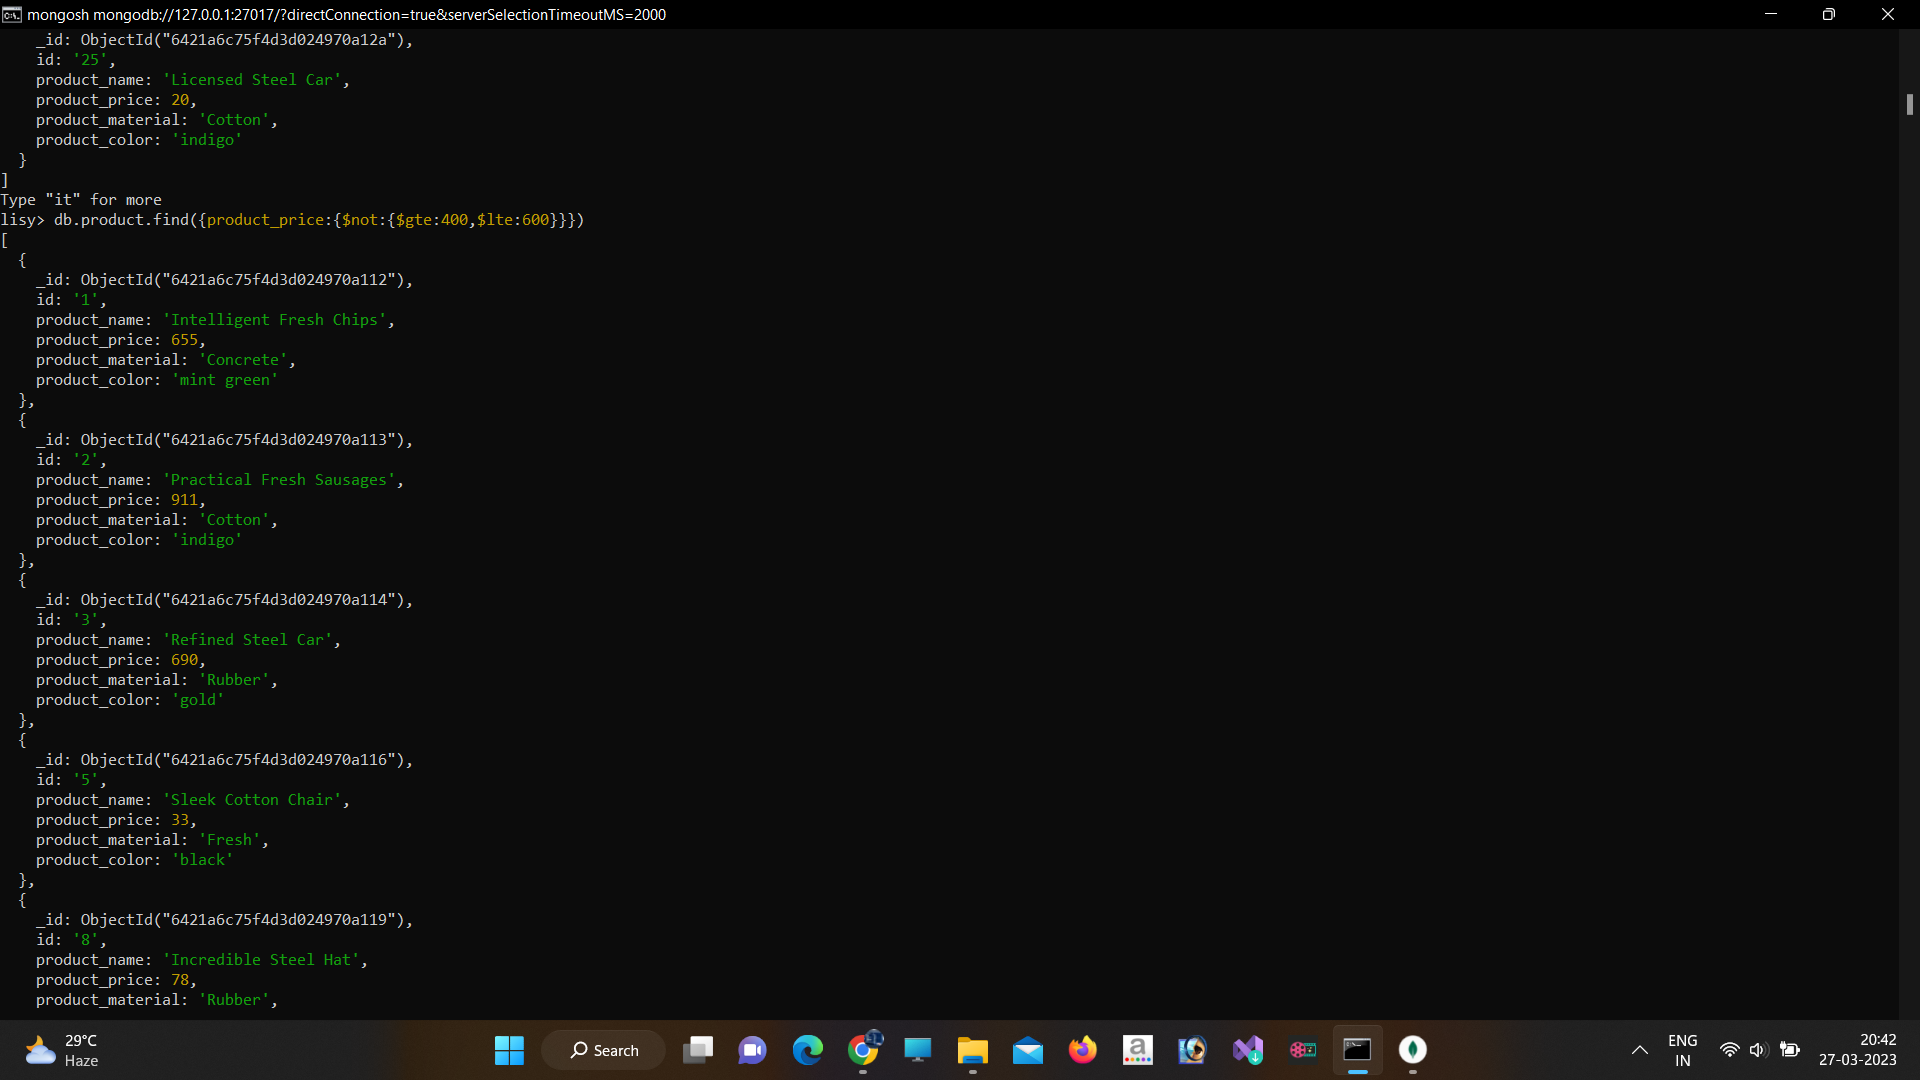 mongosh mongodb://127.0.0.1:27017/?directConnection=true&serverSelectionTimeoutMS=2000
    _id: ObjectId("6421a6c75f4d3d024970a12a"),
    id: '25',
    product_name: 'Licensed Steel Car',
    product_price: 20,
    product_material: 'Cotton',
    product_color: 'indigo'
  }
]
Type "it" for more
lisy> db.product.find({product_price:{$not:{$gte:400,$lte:600}}})
[
  {
    _id: ObjectId("6421a6c75f4d3d024970a112"),
    id: '1',
    product_name: 'Intelligent Fresh Chips',
    product_price: 655,
    product_material: 'Concrete',
    product_color: 'mint green'
  },
  {
    _id: ObjectId("6421a6c75f4d3d024970a113"),
    id: '2',
    product_name: 'Practical Fresh Sausages',
    product_price: 911,
    product_material: 'Cotton',
    product_color: 'indigo'
  },
  {
    _id: ObjectId("6421a6c75f4d3d024970a114"),
    id: '3',
    product_name: 'Refined Steel Car',
    product_price: 690,
    product_material: 'Rubber',
    product_color: 'gold'
  },
  {
    _id: ObjectId("6421a6c75f4d3d024970a116"),
    id: '5',
    product_name: 'Sleek Cotton Chair',
    product_price: 33,
    product_material: 'Fresh',
    product_color: 'black'
  },
  {
    _id: ObjectId("6421a6c75f4d3d024970a119"),
    id: '8',
    product_name: 'Incredible Steel Hat',
    product_price: 78,
    product_material: 'Rubber',
29°C
Haze
Search
a
ENG
IN
20:42
27-03-2023